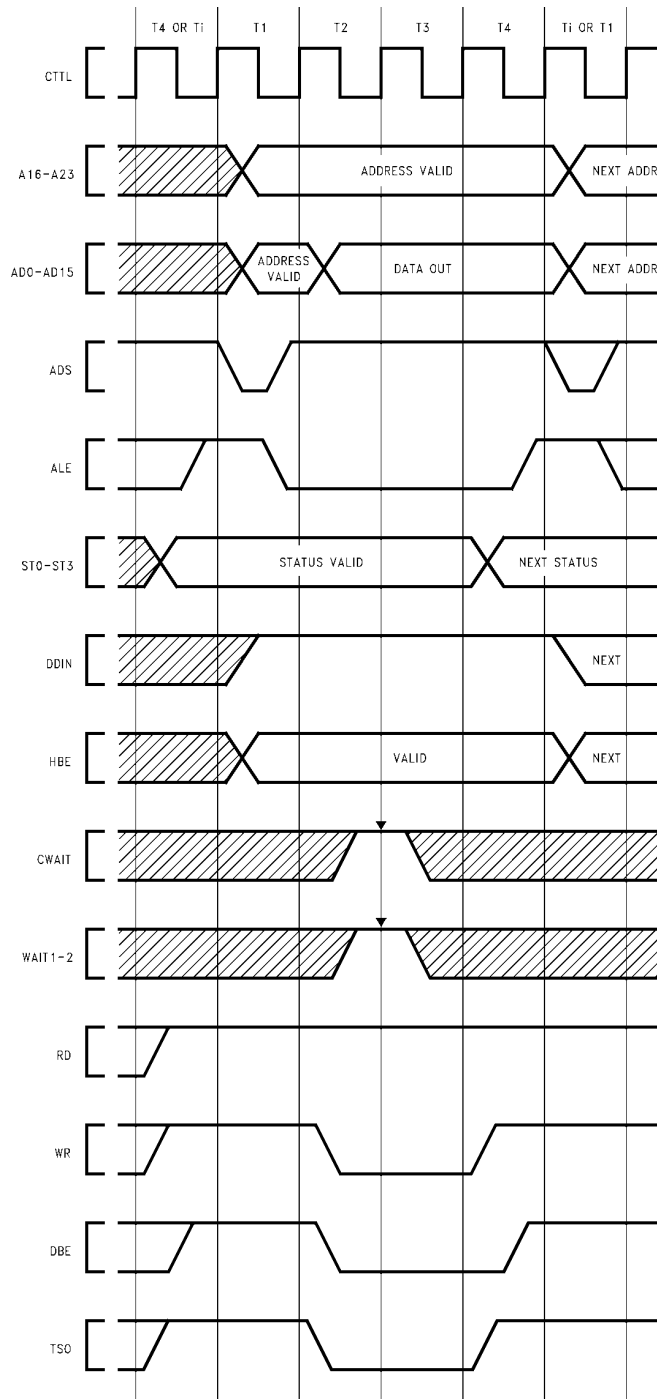 T4 OR Ti T1 T2 T3 T4 Ti OR T1
CTTL
A16-A23 ADDRESS VALID NEXT ADDR
AD0-AD15 ADDRESS VALID DATA OUT NEXT ADDR
ADS
ALE
ST0-ST3 STATUS VALID NEXT STATUS
DDIN NEXT
HBE VALID NEXT
CWAIT
WAIT1-2
RD
WR
DBE
TSO